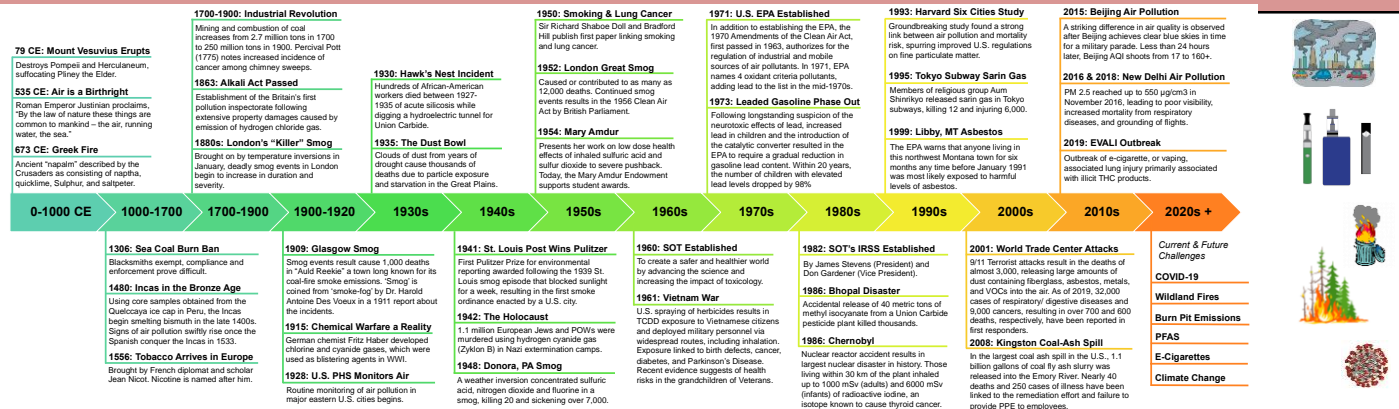 79 CE: Mount Vesuvius Erupts
Destroys Pompeii and Herculaneum,
suffocating Pliney the Elder.
535 CE: Air is a Birthright
Roman Emperor Justinian proclaims,
"By the law of nature these things are
common to mankind – the air, running
water, the sea."
673 CE: Greek Fire
Ancient "napalm" described by the
Crusaders as consisting of naptha,
quicklime, Sulphur, and saltpeter.
1700-1900: Industrial Revolution
Mining and combustion of coal
increases from 2.7 million tons in 1700
to 250 million tons in 1900. Percival Pott
(1775) notes increased incidence of
cancer among chimney sweeps.
1863: Alkali Act Passed
Establishment of the Britain's first
pollution inspectorate following
extensive property damages caused by
emission of hydrogen chloride gas.
1880s: London's "Killer" Smog
Brought on by temperature inversions in
January, deadly smog events in London
begin to increase in duration and
severity.
1930: Hawk's Nest Incident
Hundreds of African-American
workers died between 1927-
1935 of acute silicosis while
digging a hydroelectric tunnel for
Union Carbide.
1935: The Dust Bowl
Clouds of dust from years of
drought cause thousands of
deaths due to particle exposure
and starvation in the Great Plains.
1950: Smoking & Lung Cancer
Sir Richard Shaboe Doll and Bradford
Hill publish first paper linking smoking
and lung cancer.
1952: London Great Smog
Caused or contributed to as many as
12,000 deaths. Continued smog
events results in the 1956 Clean Air
Act by British Parliament.
1954: Mary Amdur
Presents her work on low dose health
effects of inhaled sulfuric acid and
sulfur dioxide to severe pushback.
Today, the Mary Amdur Endowment
supports student awards.
1971: U.S. EPA Established
In addition to establishing the EPA, the
1970 Amendments of the Clean Air Act,
first passed in 1963, authorizes for the
regulation of industrial and mobile
sources of air pollutants. In 1971, EPA
names 4 oxidant criteria pollutants,
adding lead to the list in the mid-1970s.
1973: Leaded Gasoline Phase Out
Following longstanding suspicion of the
neurotoxic effects of lead, increased
lead in children and the introduction of
the catalytic converter resulted in the
EPA to require a gradual reduction in
gasoline lead content. Within 20 years,
the number of children with elevated
lead levels dropped by 98%
1993: Harvard Six Cities Study
Groundbreaking study found a strong
link between air pollution and mortality
risk, spurring improved U.S. regulations
on fine particulate matter.
1995: Tokyo Subway Sarin Gas
Members of religious group Aum
Shinrikyo released sarin gas in Tokyo
subways, killing 12 and injuring 6,000.
1999: Libby, MT Asbestos
The EPA warns that anyone living in
this northwest Montana town for six
months any time before January 1991
was most likely exposed to harmful
levels of asbestos.
2015: Beijing Air Pollution
A striking difference in air quality is observed
after Beijing achieves clear blue skies in time
for a military parade. Less than 24 hours
later, Beijing AQI shoots from 17 to 160+.
2016 & 2018: New Delhi Air Pollution
PM 2.5 reached up to 550 μg/cm3 in
November 2016, leading to poor visibility,
increased mortality from respiratory
diseases, and grounding of flights.
2019: EVALI Outbreak
Outbreak of e-cigarette, or vaping,
associated lung injury primarily associated
with illicit THC products.
0-1000 CE
1000-1700
1700-1900
1900-1920
1930s
1940s
1950s
1960s
1970s
1980s
1990s
2000s
2010s
2020s +
1306: Sea Coal Burn Ban
Blacksmiths exempt, compliance and
enforcement prove difficult.
1480: Incas in the Bronze Age
Using core samples obtained from the
Quelccaya ice cap in Peru, the Incas
begin smelting bismuth in the late 1400s.
Signs of air pollution swiftly rise once the
Spanish conquer the Incas in 1533.
1556: Tobacco Arrives in Europe
Brought by French diplomat and scholar
Jean Nicot. Nicotine is named after him.
1909: Glasgow Smog
Smog events result cause 1,000 deaths
in "Auld Reekie" a town long known for its
coal-fire smoke emissions. 'Smog' is
coined from 'smoke-fog' by Dr. Harold
Antoine Des Voeux in a 1911 report about
the incidents.
1915: Chemical Warfare a Reality
German chemist Fritz Haber developed
chlorine and cyanide gases, which were
used as blistering agents in WWI.
1928: U.S. PHS Monitors Air
Routine monitoring of air pollution in
major eastern U.S. cities begins.
1941: St. Louis Post Wins Pulitzer
First Pulitzer Prize for environmental
reporting awarded following the 1939 St.
Louis smog episode that blocked sunlight
for a week, resulting in the first smoke
ordinance enacted by a U.S. city.
1942: The Holocaust
1.1 million European Jews and POWs were
murdered using hydrogen cyanide gas
(Zyklon B) in Nazi extermination camps.
1948: Donora, PA Smog
A weather inversion concentrated sulfuric
acid, nitrogen dioxide and fluorine in a
smog, killing 20 and sickening over 7,000.
1960: SOT Established
To create a safer and healthier world
by advancing the science and
increasing the impact of toxicology.
1961: Vietnam War
U.S. spraying of herbicides results in
TCDD exposure to Vietnamese citizens
and deployed military personnel via
widespread routes, including inhalation.
Exposure linked to birth defects, cancer,
diabetes, and Parkinson's Disease.
Recent evidence suggests of health
risks in the grandchildren of Veterans.
1982: SOT's IRSS Established
By James Stevens (President) and
Don Gardener (Vice President).
1986: Bhopal Disaster
Accidental release of 40 metric tons of
methyl isocyanate from a Union Carbide
pesticide plant killed thousands.
1986: Chernobyl
Nuclear reactor accident results in
largest nuclear disaster in history. Those
living within 30 km of the plant inhaled
up to 1000 mSv (adults) and 6000 mSv
(infants) of radioactive iodine, an
isotope known to cause thyroid cancer.
2001: World Trade Center Attacks
9/11 Terrorist attacks result in the deaths of
almost 3,000, releasing large amounts of
dust containing fiberglass, asbestos, metals,
and VOCs into the air. As of 2019, 32,000
cases of respiratory/ digestive diseases and
9,000 cancers, resulting in over 700 and 600
deaths, respectively, have been reported in
first responders.
2008: Kingston Coal-Ash Spill
In the largest coal ash spill in the U.S., 1.1
billion gallons of coal fly ash slurry was
released into the Emory River. Nearly 40
deaths and 250 cases of illness have been
linked to the remediation effort and failure to
provide PPE to employees.
Current & Future
Challenges
COVID-19
Wildland Fires
Burn Pit Emissions
PFAS
E-Cigarettes
Climate Change